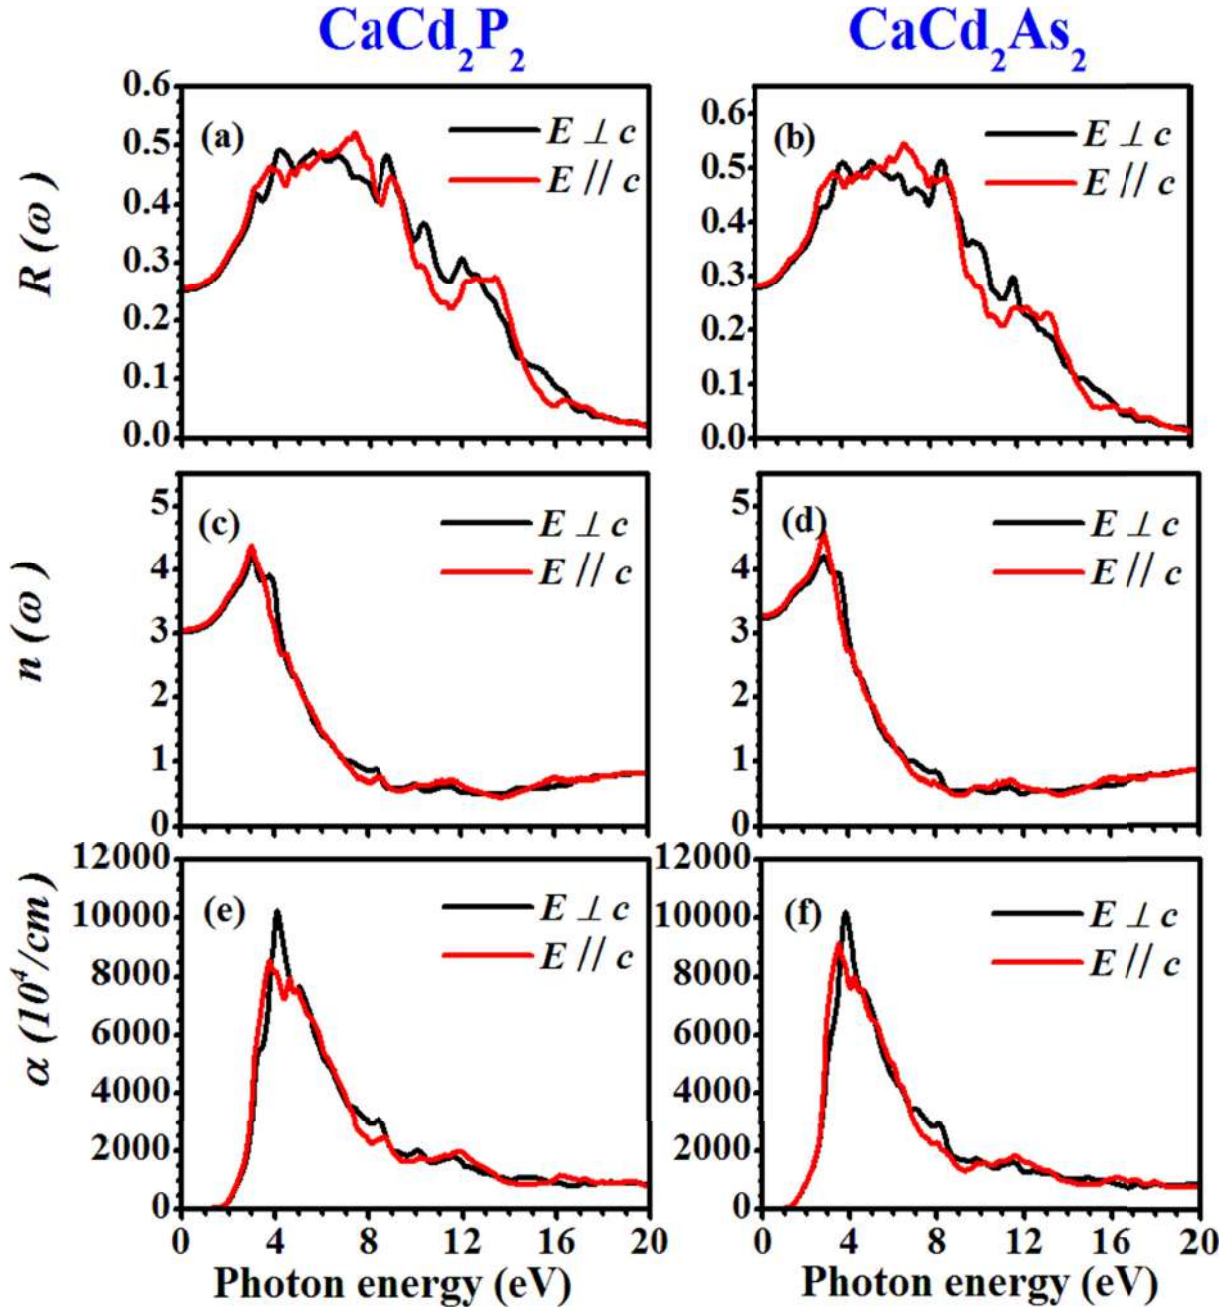 CaCd2P2 CaCd2As2
R (ω)
0.6
0.5
0.4
0.3
0.2
0.1
0.0
(a)
E ⊥ c
E // c
0.6
0.5
0.4
0.3
0.2
0.1
0.0
(b)
E ⊥ c
E // c
n (ω)
5
4
3
2
1
0
(c)
E ⊥ c
E // c
5
4
3
2
1
0
(d)
E ⊥ c
E // c
α (10^4/cm)
12000
10000
8000
6000
4000
2000
0
(e)
E ⊥ c
E // c
0 4 8 12 16 20
Photon energy (eV)
12000
10000
8000
6000
4000
2000
0
(f)
E ⊥ c
E // c
0 4 8 12 16 20
Photon energy (eV)